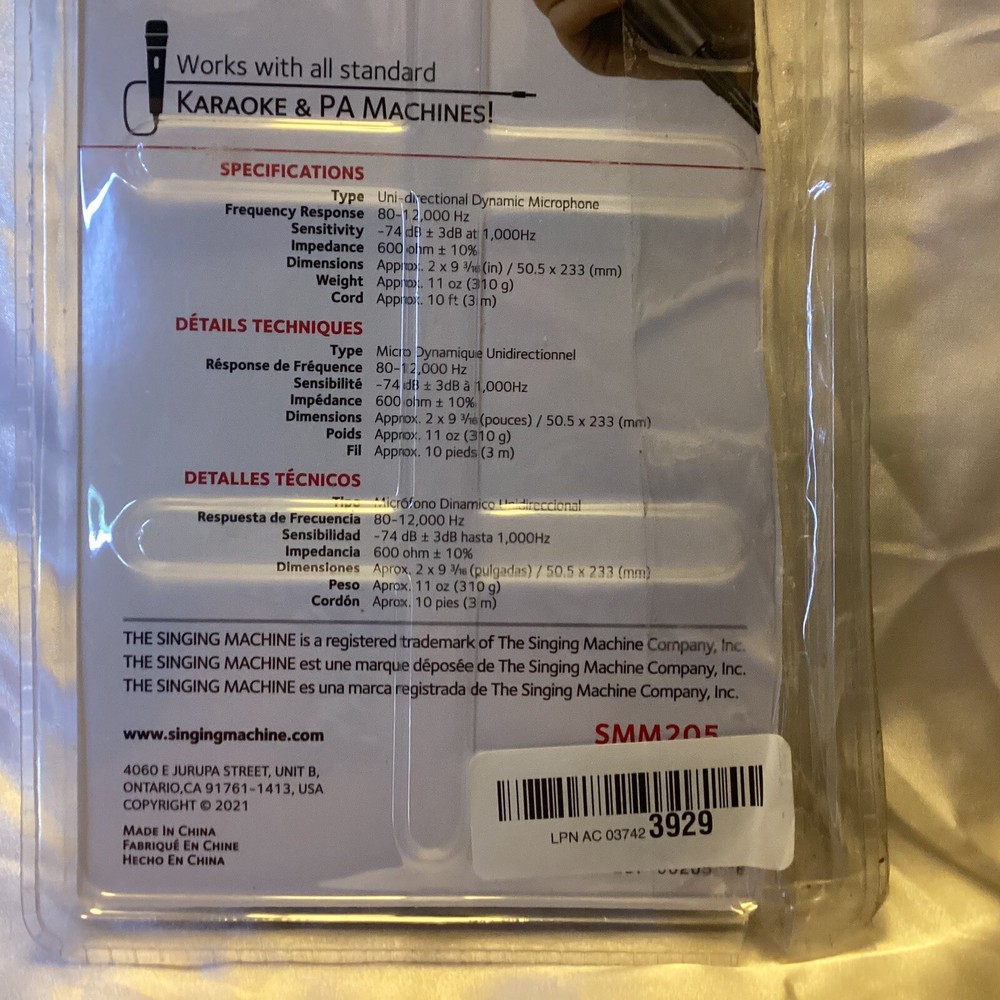 Works with all standard
KARAOKE & PA MACHINES!
SPECIFICATIONS
Type Uni-directional Dynamic Microphone
Frequency Response 80-12,000 Hz
Sensitivity -74 dB ± 3dB at 1,000Hz
Impedance 600 ohm ± 10%
Dimensions Approx. 2 x 9 3/16 (in) / 50.5 x 233 (mm)
Weight Approx. 11 oz (310 g)
Cord Approx. 10 ft (3 m)
DÉTAILS TECHNIQUES
Type Micro Dynamique Unidirectionnel
Résponse de Fréquence 80-12,000 Hz
Sensibilité -74 dB ± 3dB à 1,000Hz
Impédance 600 ohm ± 10%
Dimensions Approx. 2 x 9 3/16 (pouces) / 50.5 x 233 (mm)
Poids Approx. 11 oz (310 g)
Fil Approx. 10 pieds (3 m)
DETALLES TÉCNICOS
Tipo Micrófono Dinamico Unidireccional
Respuesta de Frecuencia 80-12,000 Hz
Sensibilidad -74 dB ± 3dB hasta 1,000Hz
Impedancia 600 ohm ± 10%
Dimensiones Aprox. 2 x 9 3/16 (pulgadas) / 50.5 x 233 (mm)
Peso Aprox. 11 oz (310 g)
Cordón Aprox. 10 pies (3 m)
THE SINGING MACHINE is a registered trademark of The Singing Machine Company, Inc.
THE SINGING MACHINE est une marque déposée de The Singing Machine Company, Inc.
THE SINGING MACHINE es una marca registrada de The Singing Machine Company, Inc.
www.singingmachine.com
SMM205
4060 E JURUPA STREET, UNIT B,
ONTARIO,CA 91761-1413, USA
COPYRIGHT © 2021
MADE IN CHINA
FABRIQUÉ EN CHINE
HECHO EN CHINA
LPN AC 03742 3929